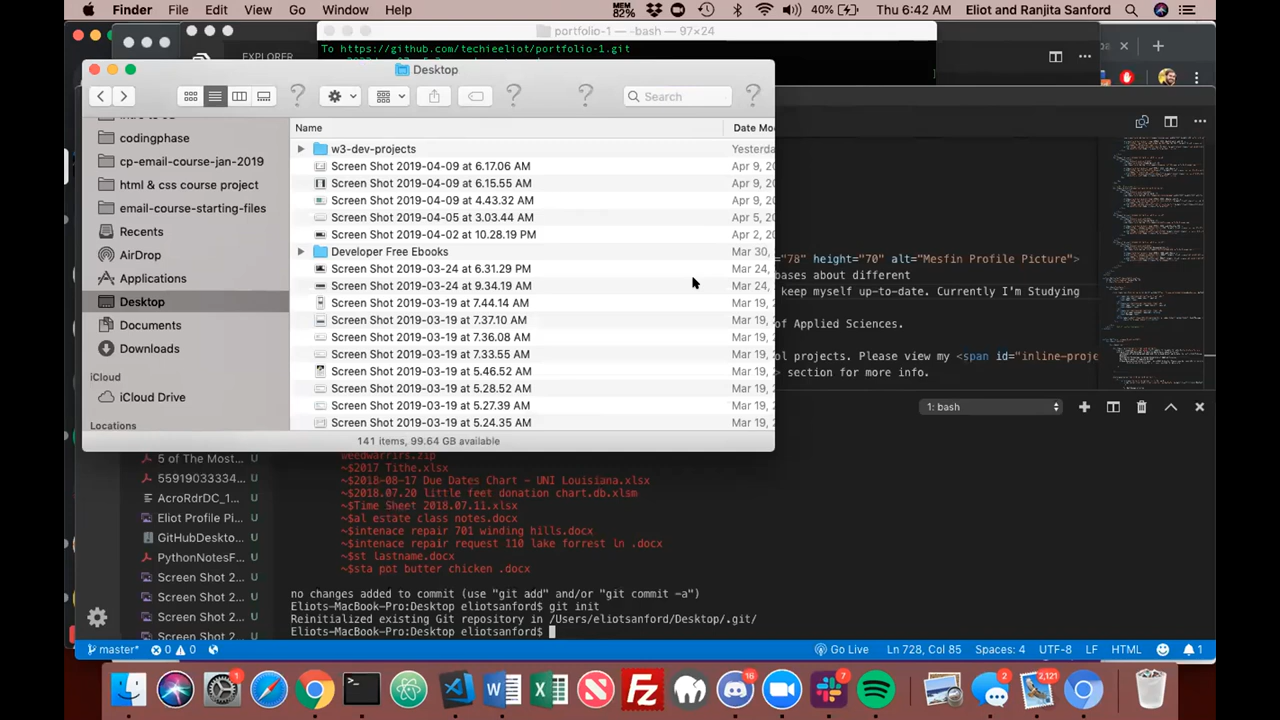 Finder File Edit View Go Window Help MEM 82% 40% Thu 6:42 AM Eliot and Ranjita Sanford
portfolio-1 — -bash — 97×24
EXPLORER
To https://github.com/techieeliot/portfolio-1.git
Desktop
Search
Name Date Mo
codingphase
cp-email-course-jan-2019
html & css course project
email-course-starting-files
Recents
AirDrop
Applications
Desktop
Documents
Downloads
iCloud
iCloud Drive
Locations
w3-dev-projects Yesterda
Screen Shot 2019-04-09 at 6.17.06 AM Apr 9, 20
Screen Shot 2019-04-09 at 6.15.55 AM Apr 9, 20
Screen Shot 2019-04-09 at 4.43.32 AM Apr 9, 20
Screen Shot 2019-04-05 at 3.03.44 AM Apr 5, 20
Screen Shot 2019-04-02 at 10.28.19 PM Apr 2, 20
Developer Free Ebooks Mar 30,
Screen Shot 2019-03-24 at 6.31.29 PM Mar 24,
Screen Shot 2019-03-24 at 9.34.19 AM Mar 24,
Screen Shot 2019-03-19 at 7.44.14 AM Mar 19,
Screen Shot 2019-03-19 at 7.37.10 AM Mar 19,
Screen Shot 2019-03-19 at 7.36.08 AM Mar 19,
Screen Shot 2019-03-19 at 7.33.55 AM Mar 19,
Screen Shot 2019-03-19 at 5.46.52 AM Mar 19,
Screen Shot 2019-03-19 at 5.28.52 AM Mar 19,
Screen Shot 2019-03-19 at 5.27.39 AM Mar 19,
Screen Shot 2019-03-19 at 5.24.35 AM Mar 19,
141 items, 99.64 GB available
="78" height="70" alt="Mesfin Profile Picture">
bases about different
keep myself up-to-date. Currently I'm Studying
of Applied Sciences.
ol projects. Please view my <span id="inline-proje
> section for more info.
1: bash
5 of The Most... U
55919033334... U
AcroRdrDC_1... U
Eliot Profile Pi... U
GitHubDeskto... U
PythonNotesF... U
Screen Shot 2... U
Screen Shot 2... U
Screen Shot 2... U
Screen Shot 2... U
weedwarrirs.zip
~$2017 Tithe.xlsx
~$2018-08-17 Due Dates Chart - UNI Louisiana.xlsx
~$2018.07.20 little feet donation chart.db.xlsm
~$Time Sheet 2018.07.11.xlsx
~$al estate class notes.docx
~$intenace repair 701 winding hills.docx
~$intenace repair request 110 lake forrest ln .docx
~$st lastname.docx
~$sta pot butter chicken .docx
no changes added to commit (use "git add" and/or "git commit -a")
Eliots-MacBook-Pro:Desktop eliotsanford$ git init
Reinitialized existing Git repository in /Users/eliotsanford/Desktop/.git/
Eliots-MacBook-Pro:Desktop eliotsanford$
master* 0 0 Go Live Ln 728, Col 85 Spaces: 4 UTF-8 LF HTML 1
1 16 7 2 2,121